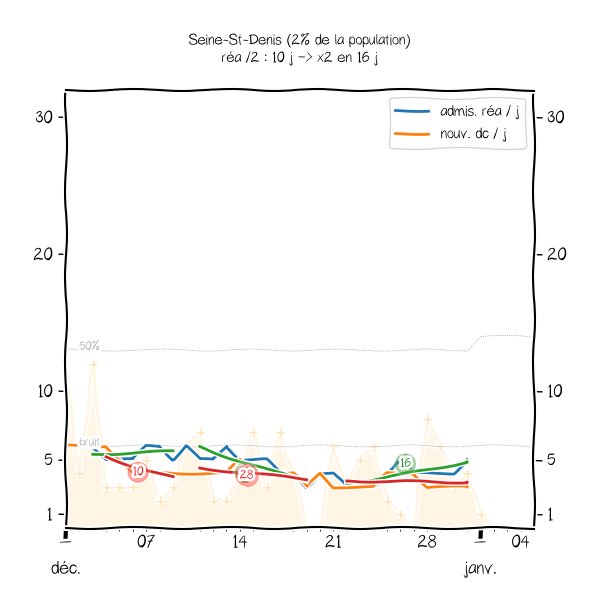 Seine-St-Denis (2% de la population)
réa /2 : 10 j -> x2 en 16 j
admis. réa / j
nouv. dc / j
30
30
20
20
50%
10
10
bruit
5
5
16
10
28
1
1
07
14
21
28
04
déc.
janv.